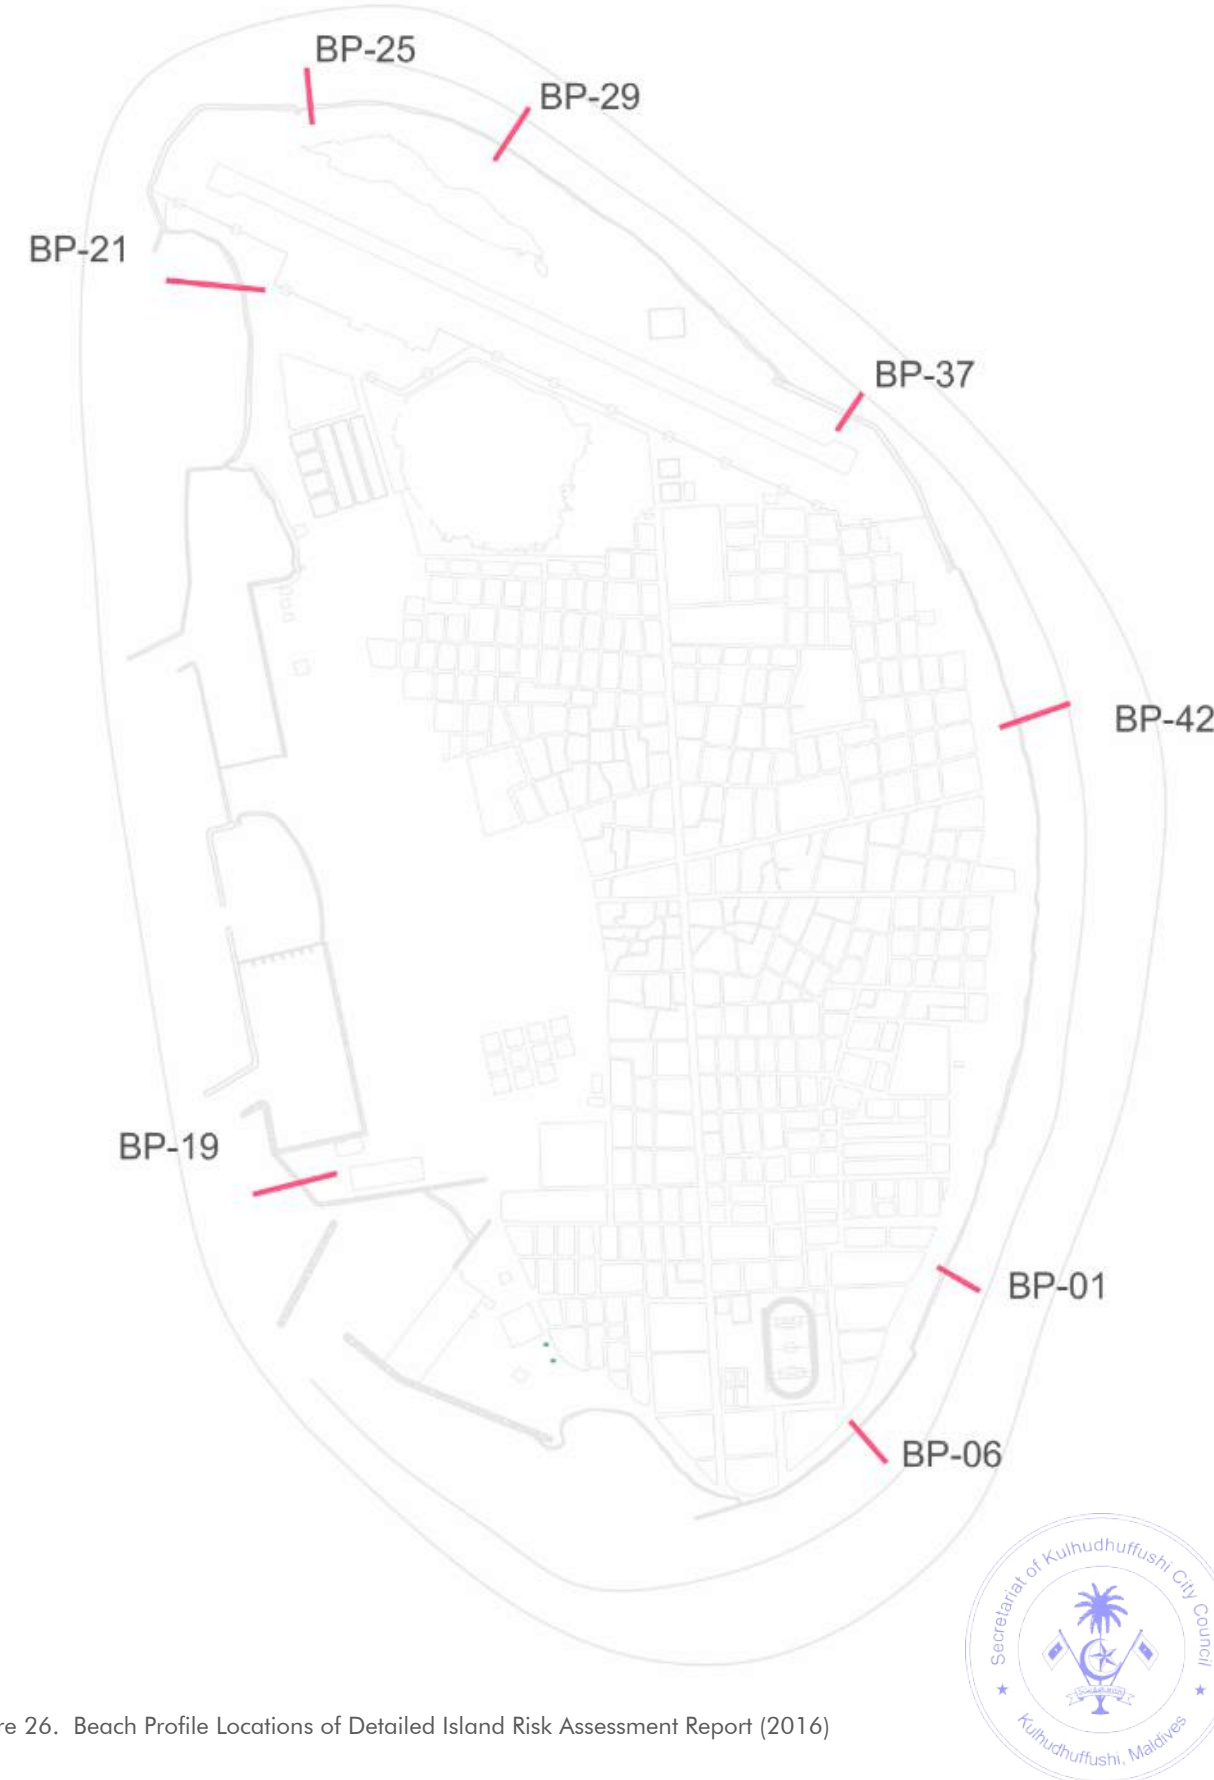 BP-25
BP-29
BP-21
BP-37
BP-42
BP-19
BP-01
BP-06
re 26. Beach Profile Locations of Detailed Island Risk Assessment Report (2016)
Secretariat of Kulhudhuffushi City Council
Kulhudhuffushi, Maldives